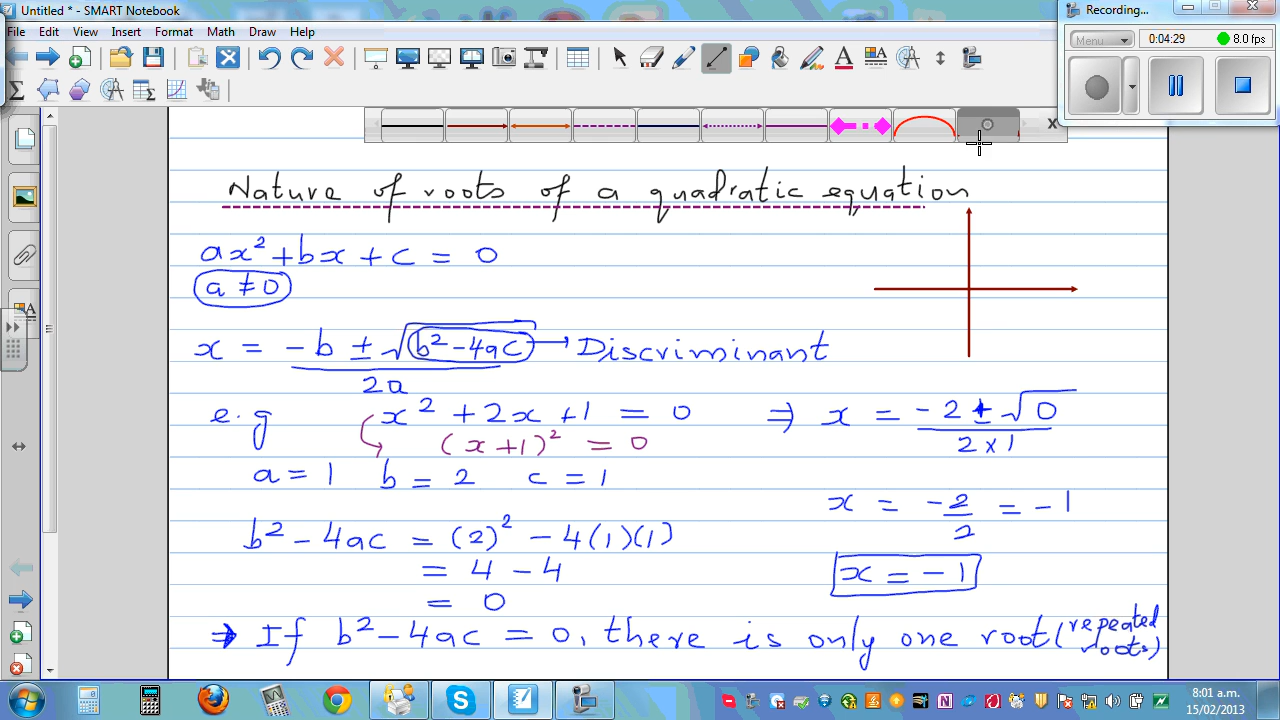 Untitled * - SMART Notebook
Recording...
File Edit View Insert Format Math Draw Help
Menu 0:04:29 8.0 fps
Nature of roots of a quadratic equation
ax² + bx + c = 0
a ≠ 0
x = -b ± √(b² - 4ac) / 2a → Discriminant
e.g x² + 2x + 1 = 0 ⇒ x = -2 ± √0 / 2 × 1
(x + 1)² = 0
a = 1 b = 2 c = 1
x = -2/2 = -1
b² - 4ac = (2)² - 4(1)(1)
= 4 - 4
x = -1
= 0
⇒ If b² - 4ac = 0, there is only one root (repeated roots)
8:01 a.m.
15/02/2013